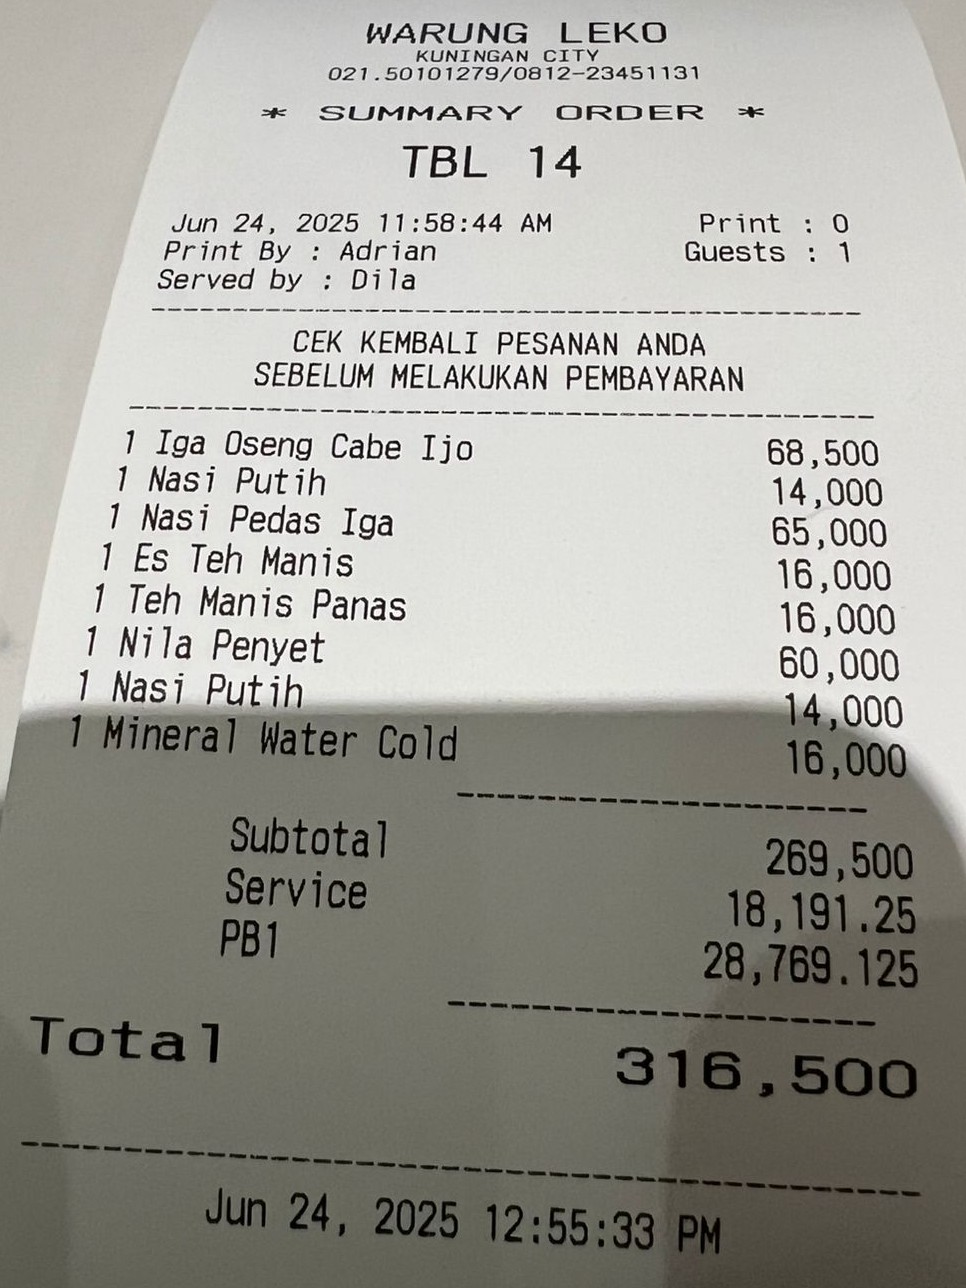 WARUNG LEKO
KUNINGAN CITY
021.50101279/0812-23451131
* SUMMARY ORDER *
TBL 14
Jun 24, 2025 11:58:44 AM Print : 0
Print By : Adrian Guests : 1
Served by : Dila
CEK KEMBALI PESANAN ANDA
SEBELUM MELAKUKAN PEMBAYARAN
1 Iga Oseng Cabe Ijo 68,500
1 Nasi Putih 14,000
1 Nasi Pedas Iga 65,000
1 Es Teh Manis 16,000
1 Teh Manis Panas 16,000
1 Nila Penyet 60,000
1 Nasi Putih 14,000
1 Mineral Water Cold 16,000
Subtotal 269,500
Service 18,191.25
PB1 28,769.125
Total 316,500
Jun 24, 2025 12:55:33 PM